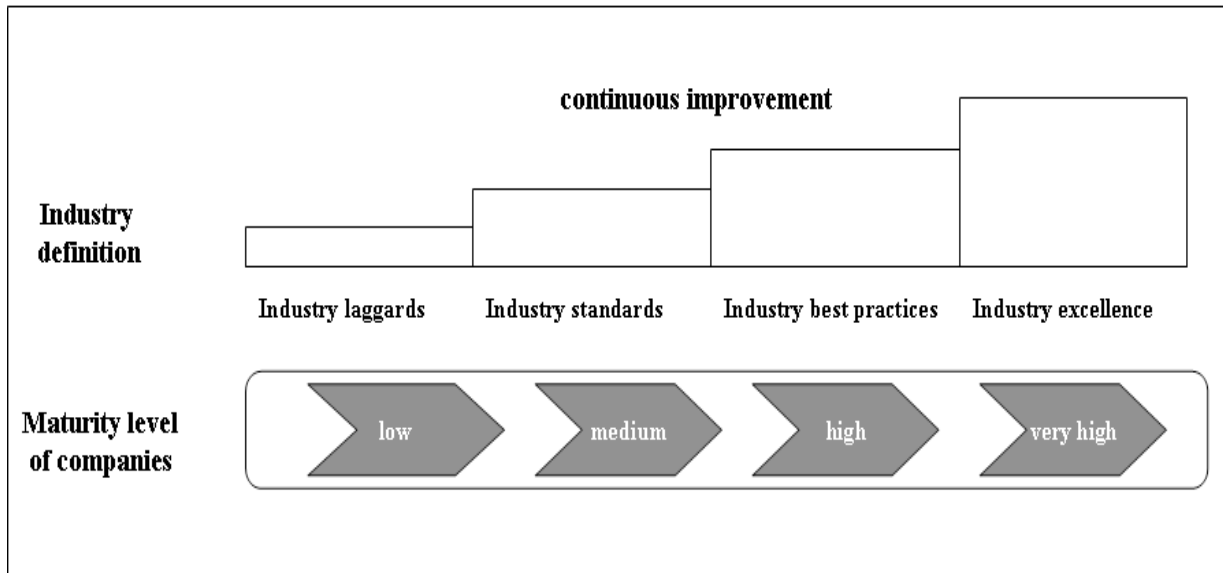 continuous improvement
Industry
definition
Industry laggards
Industry standards
Industry best practices
Industry excellence
Maturity level
of companies
low
medium
high
very high